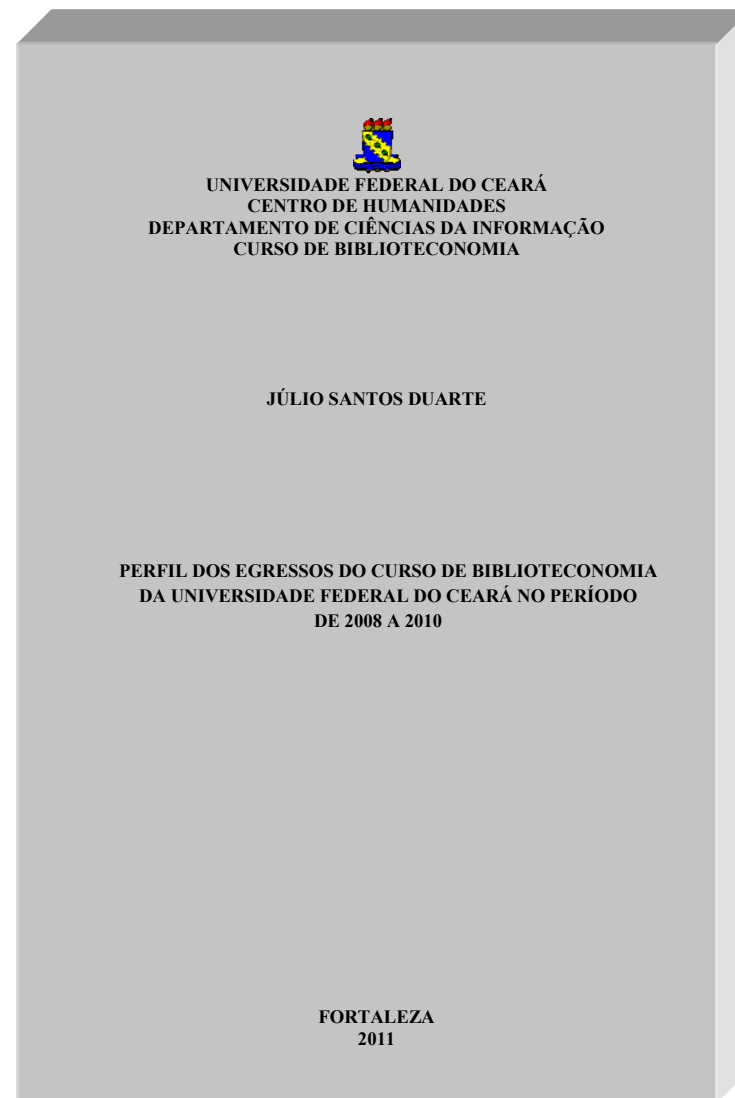 UNIVERSIDADE FEDERAL DO CEARÁ
CENTRO DE HUMANIDADES
DEPARTAMENTO DE CIÊNCIAS DA INFORMAÇÃO
CURSO DE BIBLIOTECONOMIA
JÚLIO SANTOS DUARTE
PERFIL DOS EGRESSOS DO CURSO DE BIBLIOTECONOMIA
DA UNIVERSIDADE FEDERAL DO CEARÁ NO PERÍODO
DE 2008 A 2010
FORTALEZA
2011